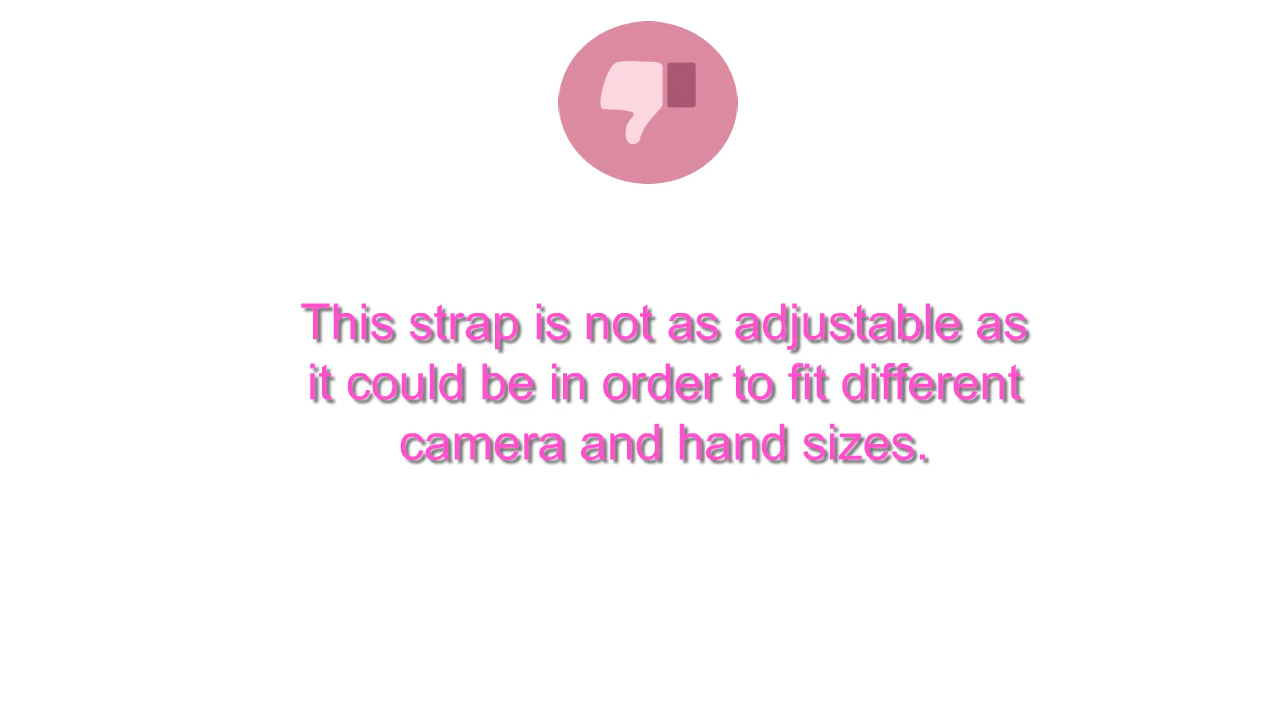 This strap is not as adjustable as
it could be in order to fit different
camera and hand sizes.